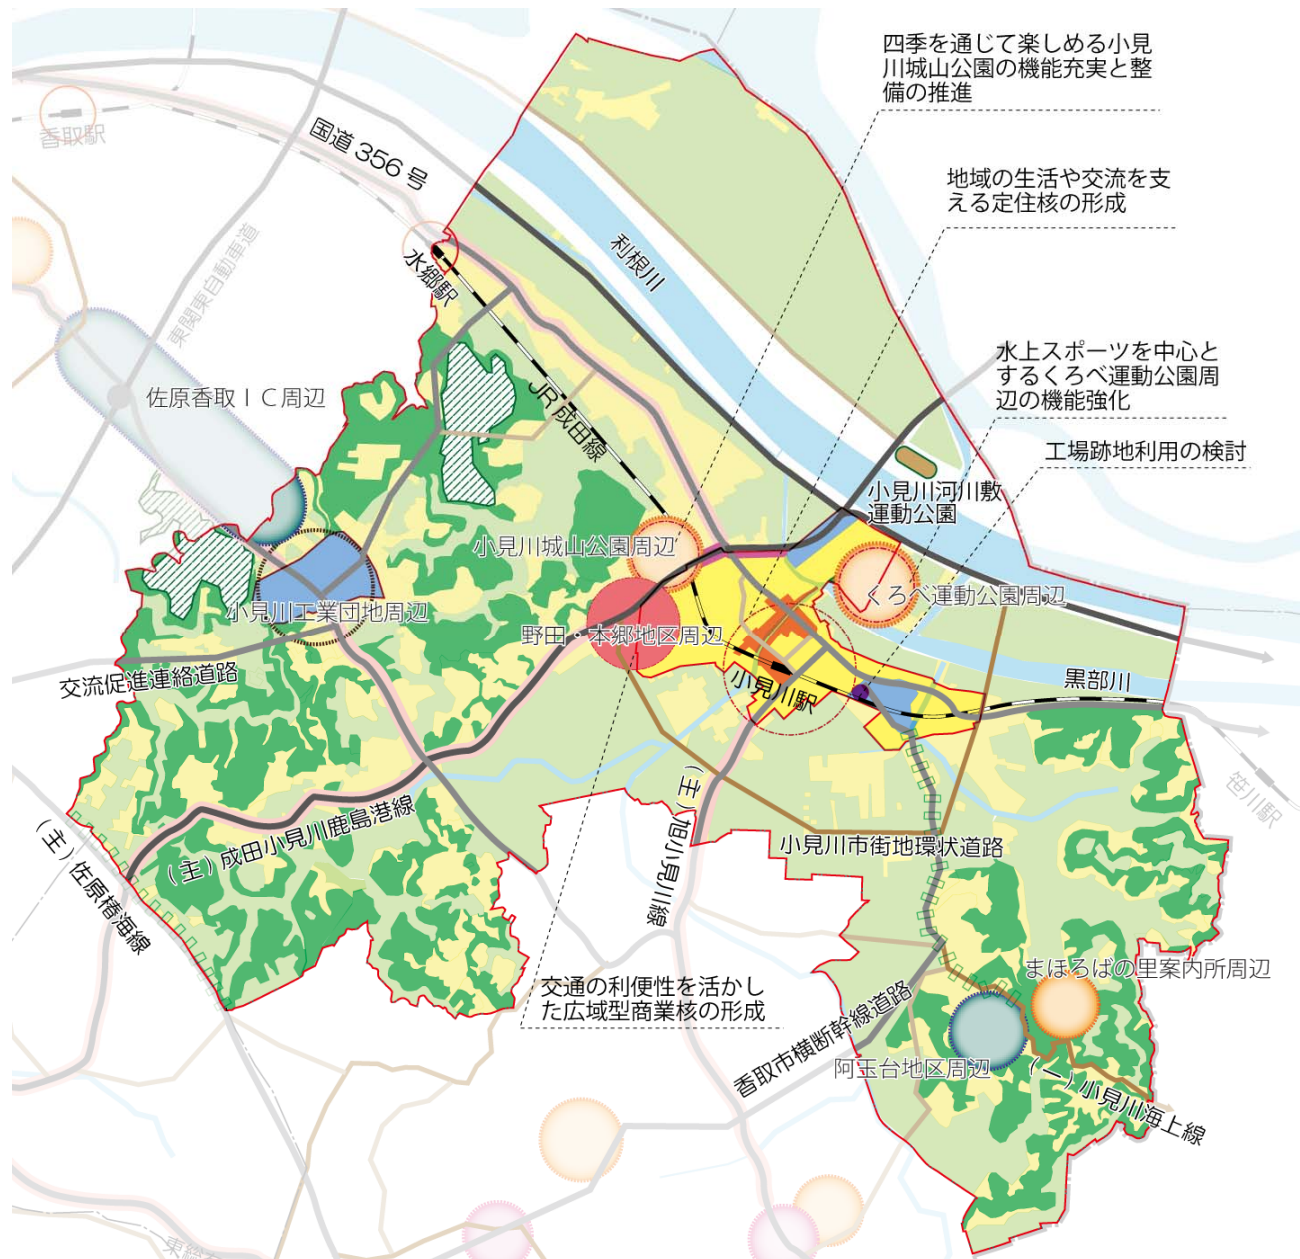 四季を通じて楽しめる小見
川城山公園の機能充実と整
備の推進
香取駅
国道356号
地域の生活や交流を支
える定住核の形成
東関東自動車道
水郷駅
利根川
水上スポーツを中心と
するくろべ運動公園周
辺の機能強化
佐原香取IC周辺
JR成田線
工場跡地利用の検討
小見川河川敷
運動公園
小見川城山公園周辺
くろべ運動公園周辺
小見川工業団地周辺
野田・本郷地区周辺
交流促進連絡道路
小見川駅
黒部川
笹川駅
(主)旭小見川線
(主)成田小見川鹿島港線
小見川市街地環状道路
(主)佐原椿海線
まほろばの里案内所周辺
交通の利便性を活かし
た広域型商業核の形成
香取市横断幹線道路
阿玉台地区周辺
(一)小見川海上線